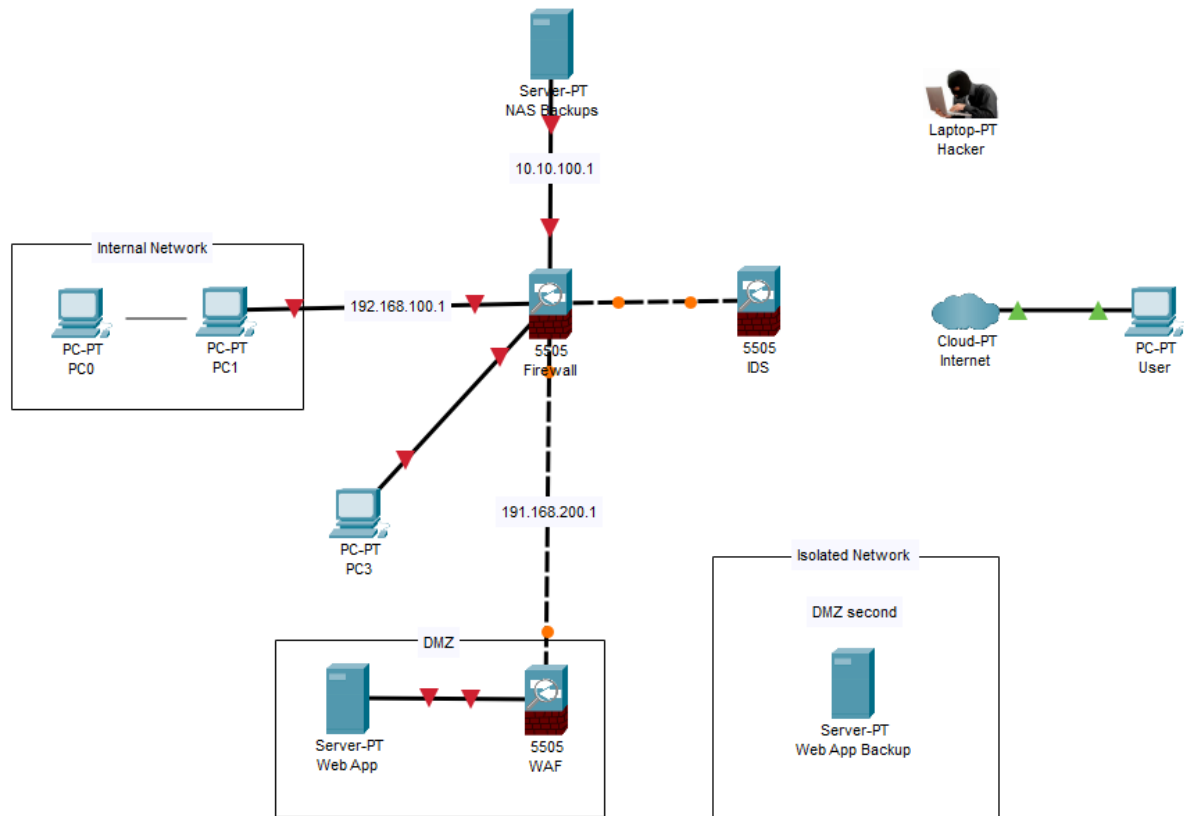 Server-PT
NAS Backups
Laptop-PT
Hacker
10.10.100.1
Internal Network
192.168.100.1
PC-PT
PC0
PC-PT
PC1
5505
Firewall
5505
IDS
Cloud-PT
Internet
PC-PT
User
191.168.200.1
PC-PT
PC3
Isolated Network
DMZ second
DMZ
Server-PT
Web App
5505
WAF
Server-PT
Web App Backup